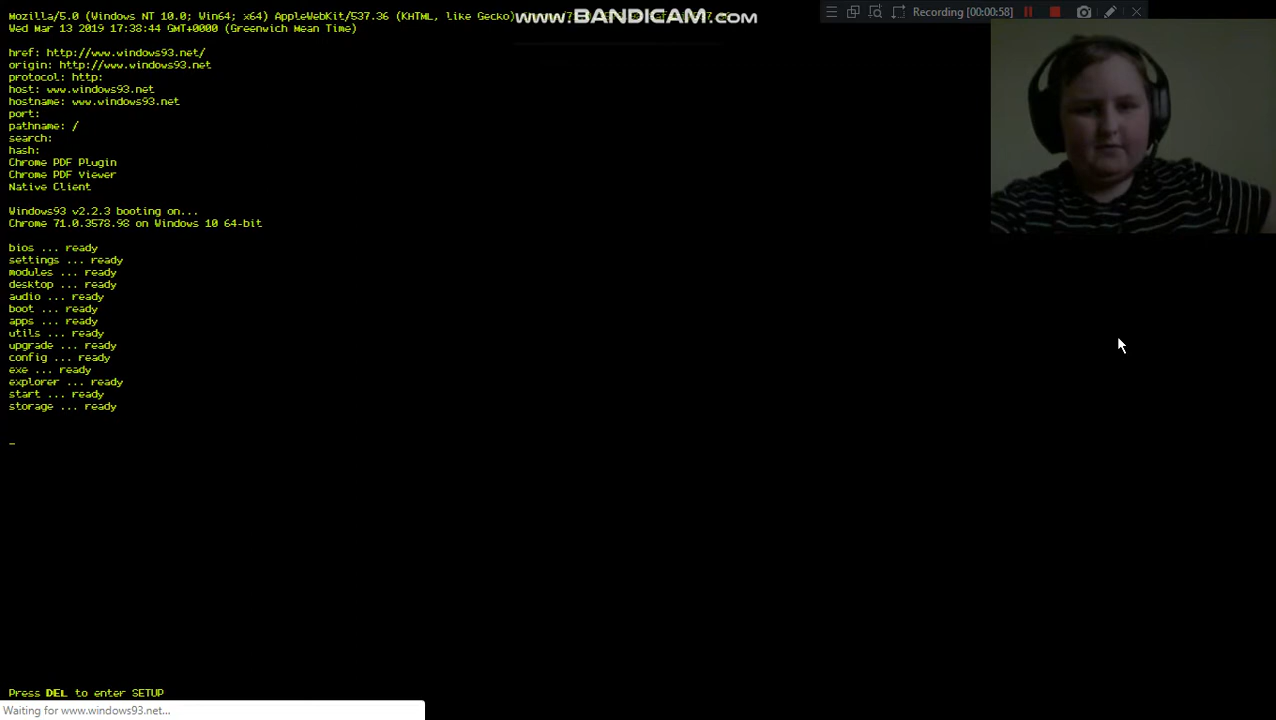 Mozilla/5.0 (Windows NT 10.0; Win64; x64) AppleWebKit/537.36 (KHTML, like Gecko)
www.BANDICAM.com
Recording [00:00:58]
Wed Mar 13 2019 17:38:44 GMT+0000 (Greenwich Mean Time)
href: http://www.windows93.net/
origin: http://www.windows93.net
protocol: http:
host: www.windows93.net
hostname: www.windows93.net
port:
pathname: /
search:
hash:
Chrome PDF Plugin
Chrome PDF Viewer
Native Client
Windows93 v2.2.3 booting on...
Chrome 71.0.3578.98 on Windows 10 64-bit
bios ... ready
settings ... ready
modules ... ready
desktop ... ready
audio ... ready
boot ... ready
apps ... ready
utils ... ready
upgrade ... ready
config ... ready
exe ... ready
explorer ... ready
start ... ready
storage ... ready
_
Press DEL to enter SETUP
Waiting for www.windows93.net...